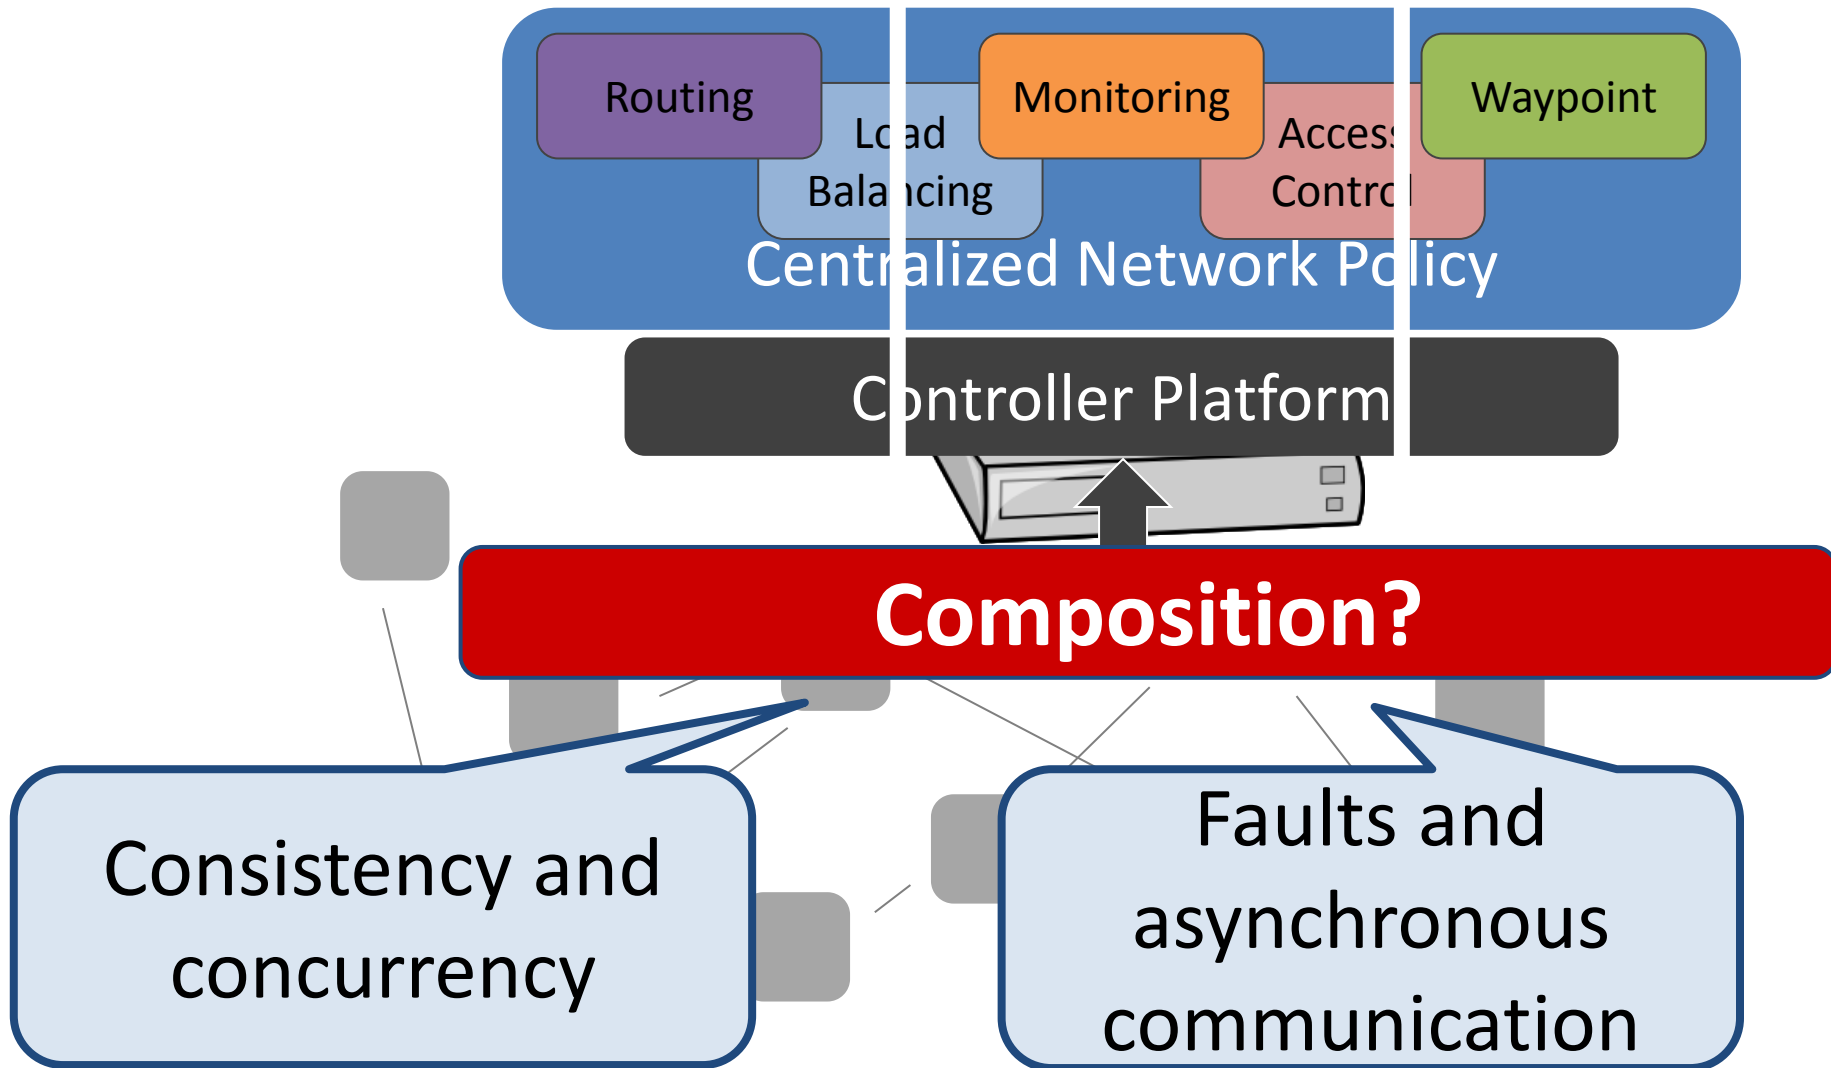 Routing
Monitoring
Waypoint
Load
Balancing
Access
Control
Centralized Network Policy
Controller Platform
Composition?
Consistency and
concurrency
Faults and
asynchronous
communication